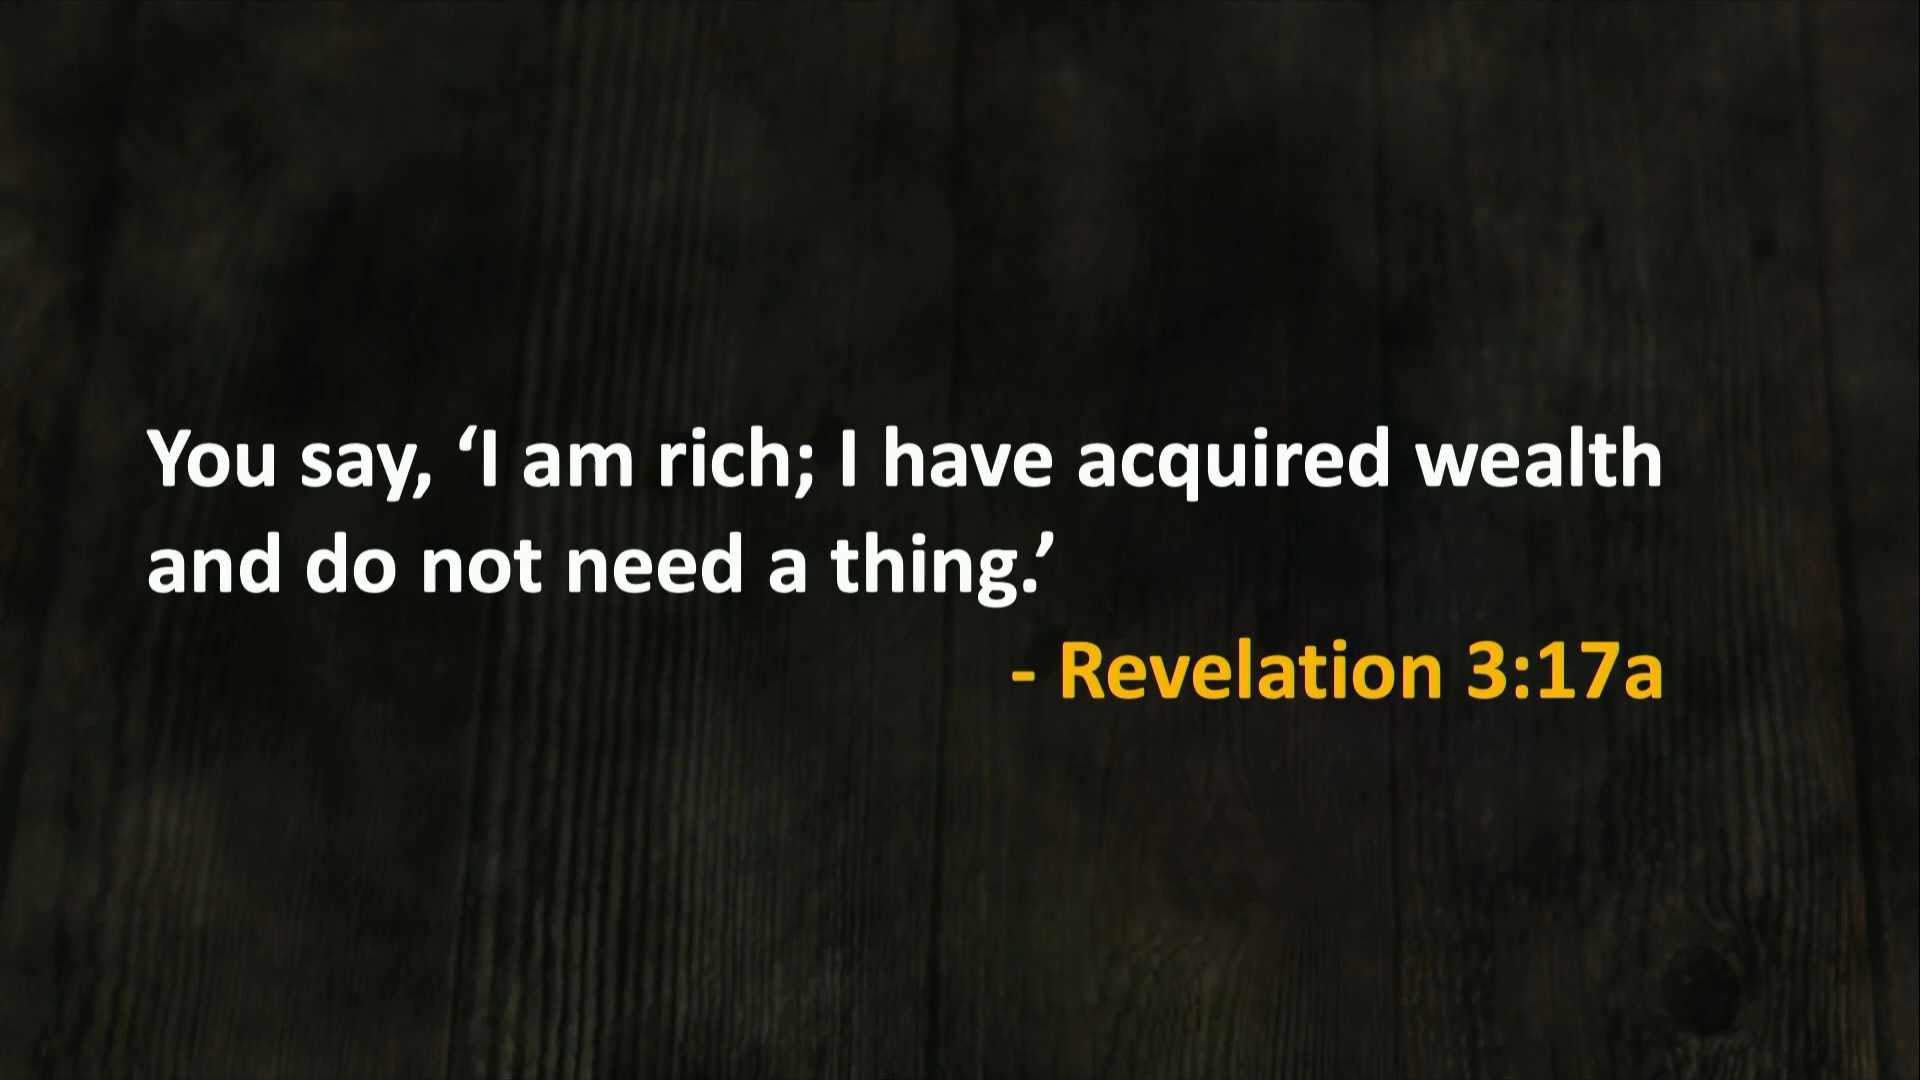 You say, ‘I am rich; I have acquired wealth
and do not need a thing.’
- Revelation 3:17a